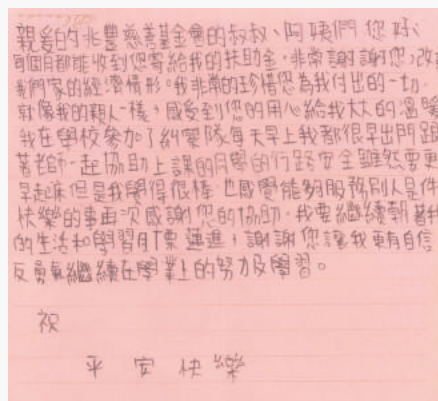 親愛的兆豐慈善基金會的叔叔、阿姨們您好：
每個月都能收到您寄給我的扶助金。非常謝謝您，改
我們家的經濟情形。我非常的珍惜您為我付出的一切。
就像我的親人一樣，感受到您的用心給我大大的溫暖
我在學校參加了糾察隊每天早上我都很早出門跟
著老師一起協助上課的同學的行路安全雖然要更
早起床但是我覺得很棒也感覺能夠服務別人是件
快樂的事再次感謝您的協助。我要繼續朝著我
的生活和學習目標邁進，謝謝您讓我更有自信
及勇氣繼續在學業上的努力及學習。
祝
平安快樂